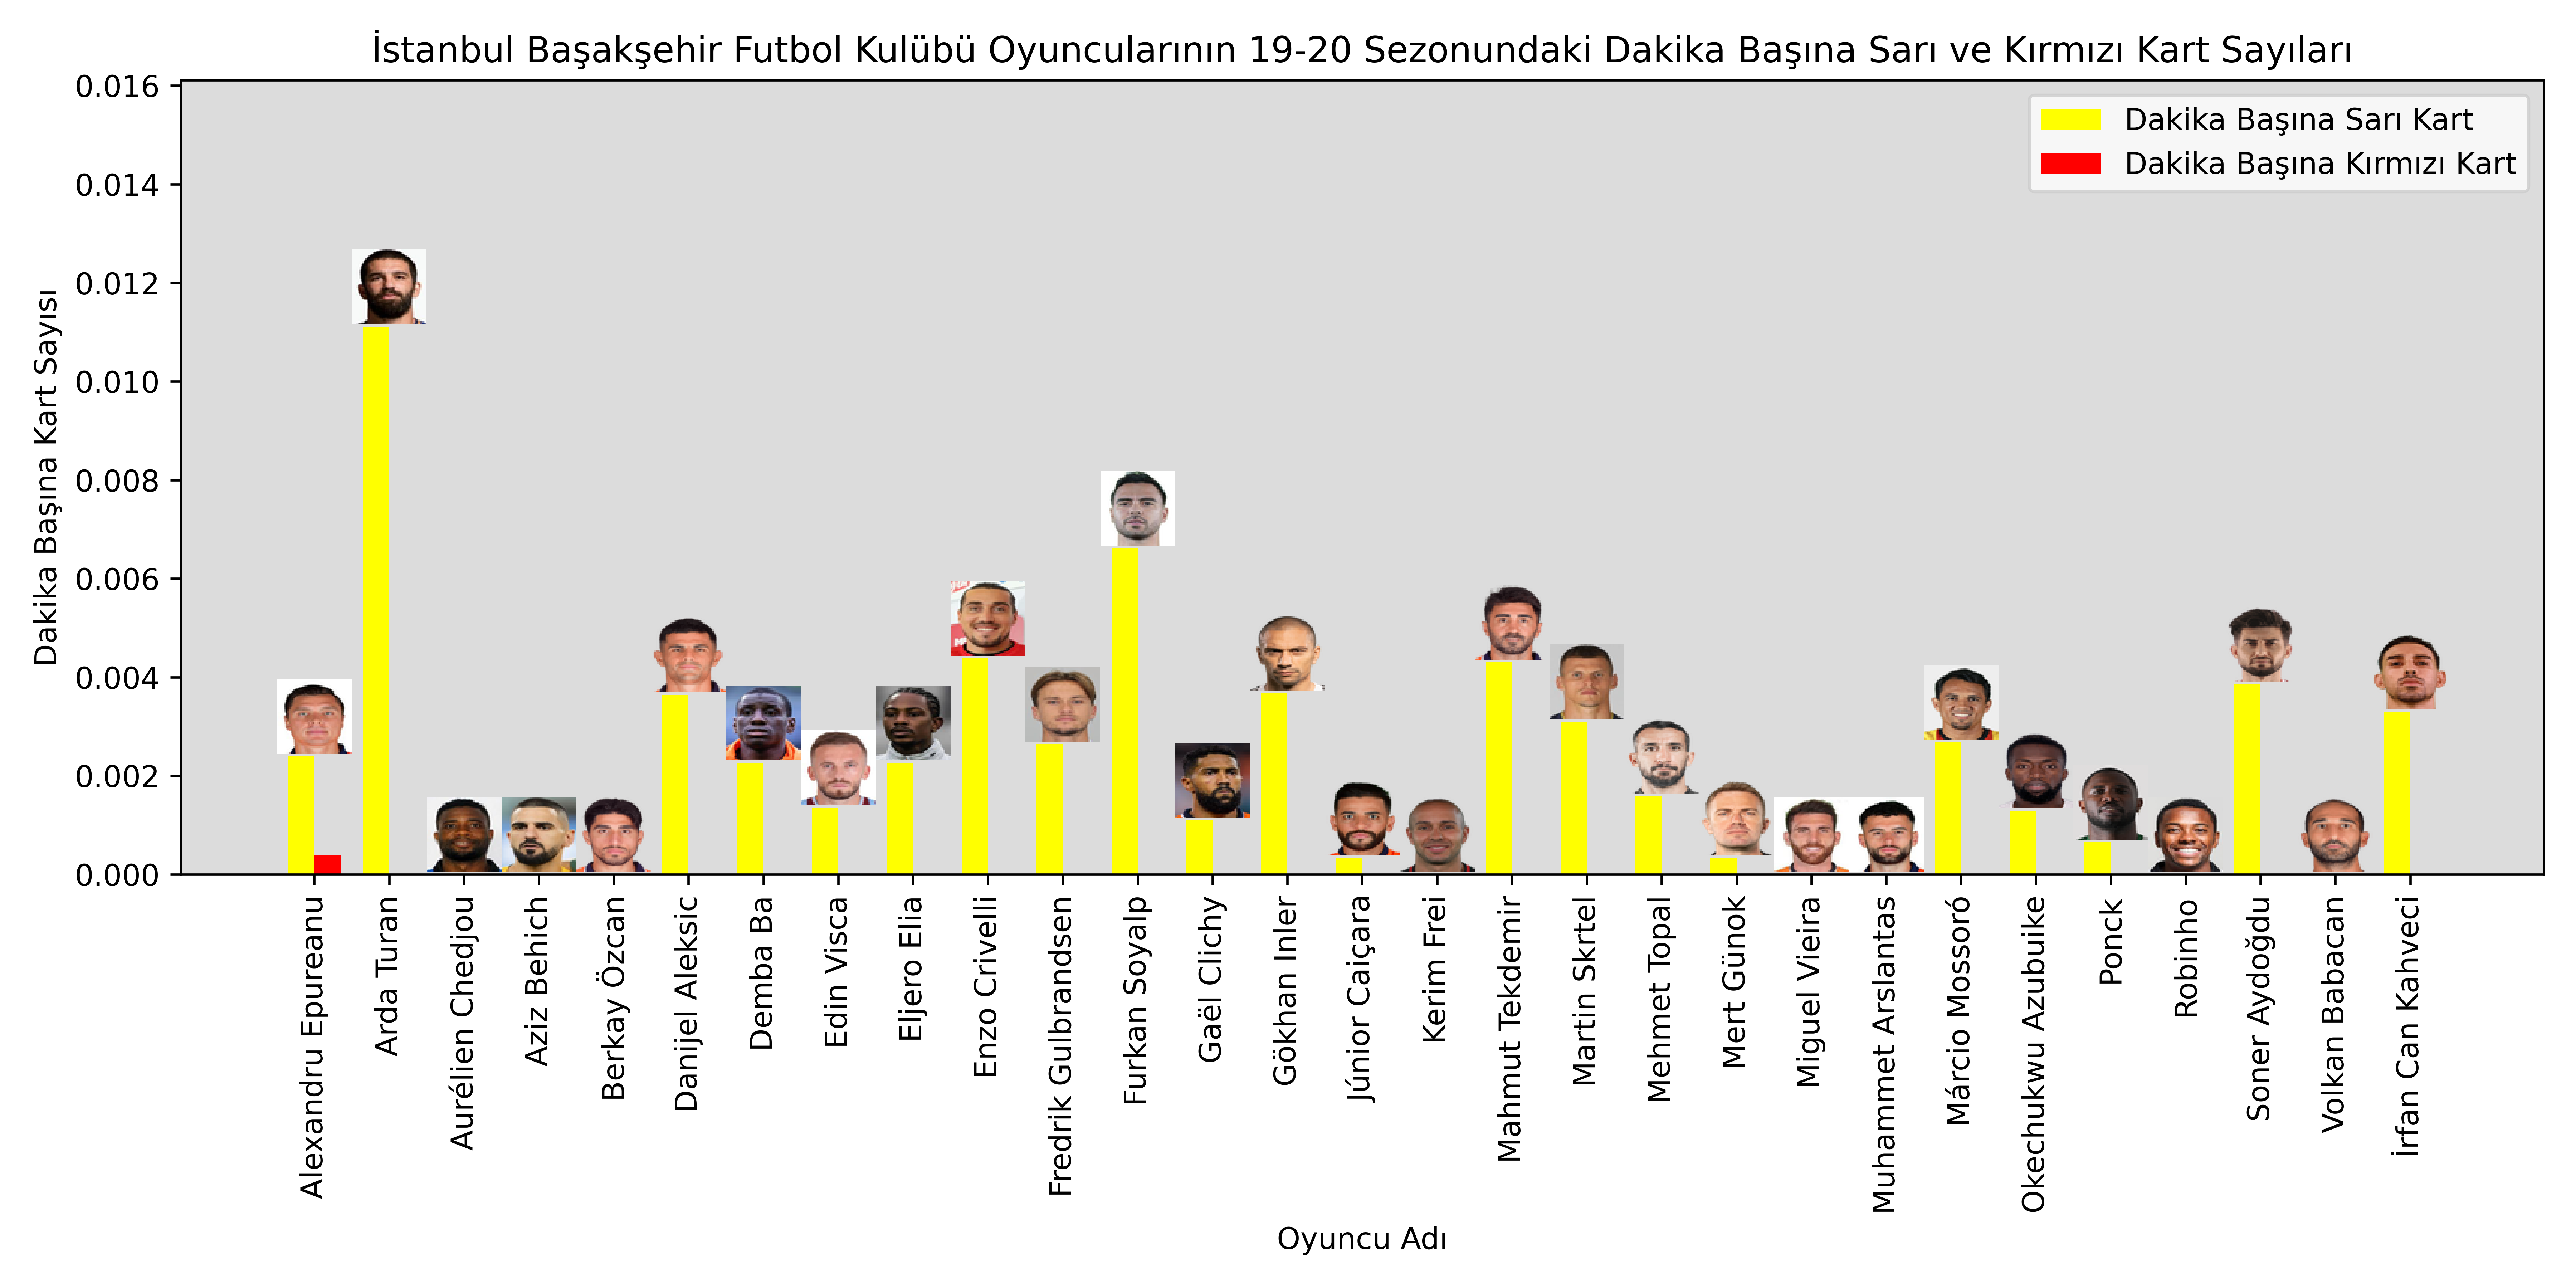 İstanbul Başakşehir Futbol Kulübü Oyuncularının 19-20 Sezonundaki Dakika Başına Sarı ve Kırmızı Kart Sayıları
Dakika Başına Sarı Kart
Dakika Başına Kırmızı Kart
Dakika Başına Kart Sayısı
0.016
0.014
0.012
0.010
0.008
0.006
0.004
0.002
0.000
Alexandru Epureanu
Arda Turan
Aurélien Chedjou
Aziz Behich
Berkay Özcan
Danijel Aleksic
Demba Ba
Edin Visca
Eljero Elia
Enzo Crivelli
Fredrik Gulbrandsen
Furkan Soyalp
Gaël Clichy
Gökhan Inler
Júnior Caiçara
Kerim Frei
Mahmut Tekdemir
Martin Skrtel
Mehmet Topal
Mert Günok
Miguel Vieira
Muhammet Arslantas
Márcio Mossoró
Okechukwu Azubuike
Ponck
Robinho
Soner Aydoğdu
Volkan Babacan
İrfan Can Kahveci
Oyuncu Adı